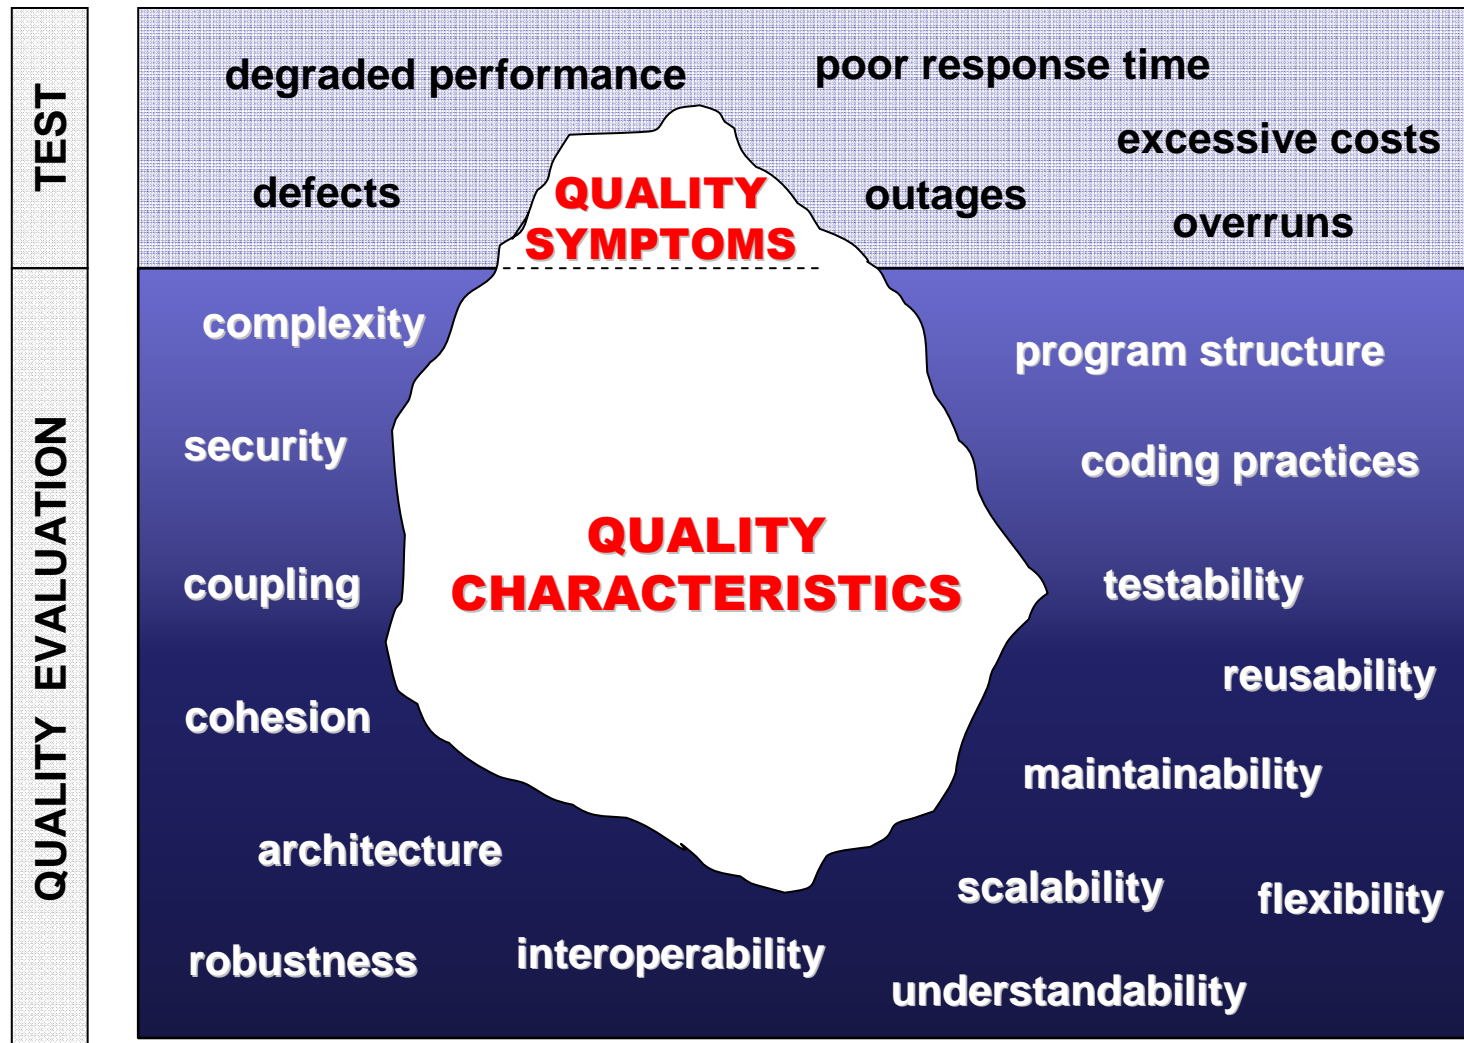 TEST
degraded performance
poor response time
excessive costs
defects
QUALITY
SYMPTOMS
outages
overruns
QUALITY EVALUATION
complexity
program structure
security
coding practices
QUALITY
CHARACTERISTICS
coupling
testability
reusability
cohesion
maintainability
architecture
scalability
flexibility
robustness
interoperability
understandability